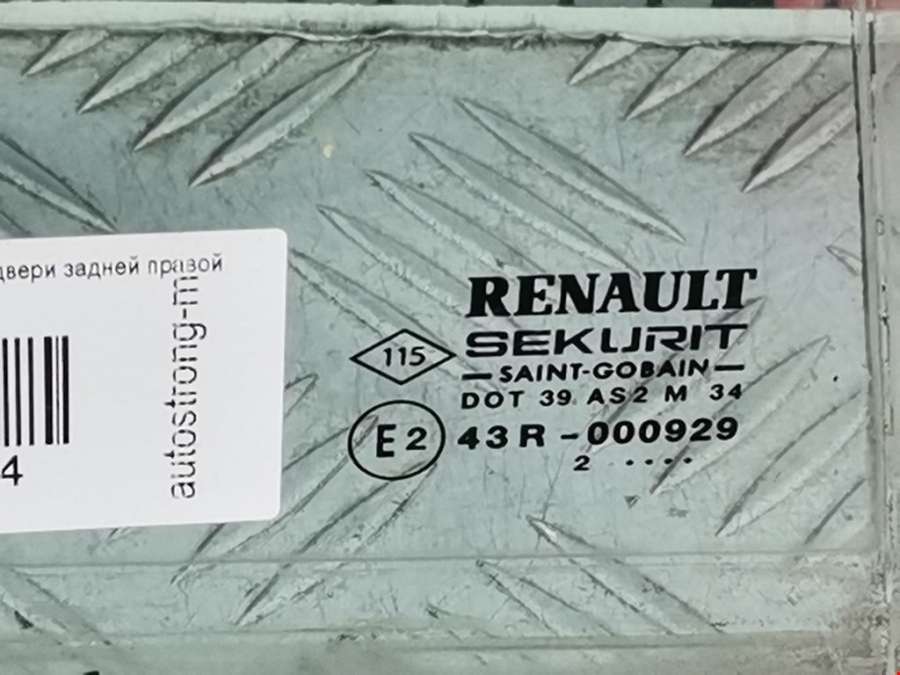 двери задней правой
4
autostrong-m
RENAULT
115
SEKURIT
SAINT-GOBAIN
DOT 39 AS2 M 34
E2 43R-000929
2 ....